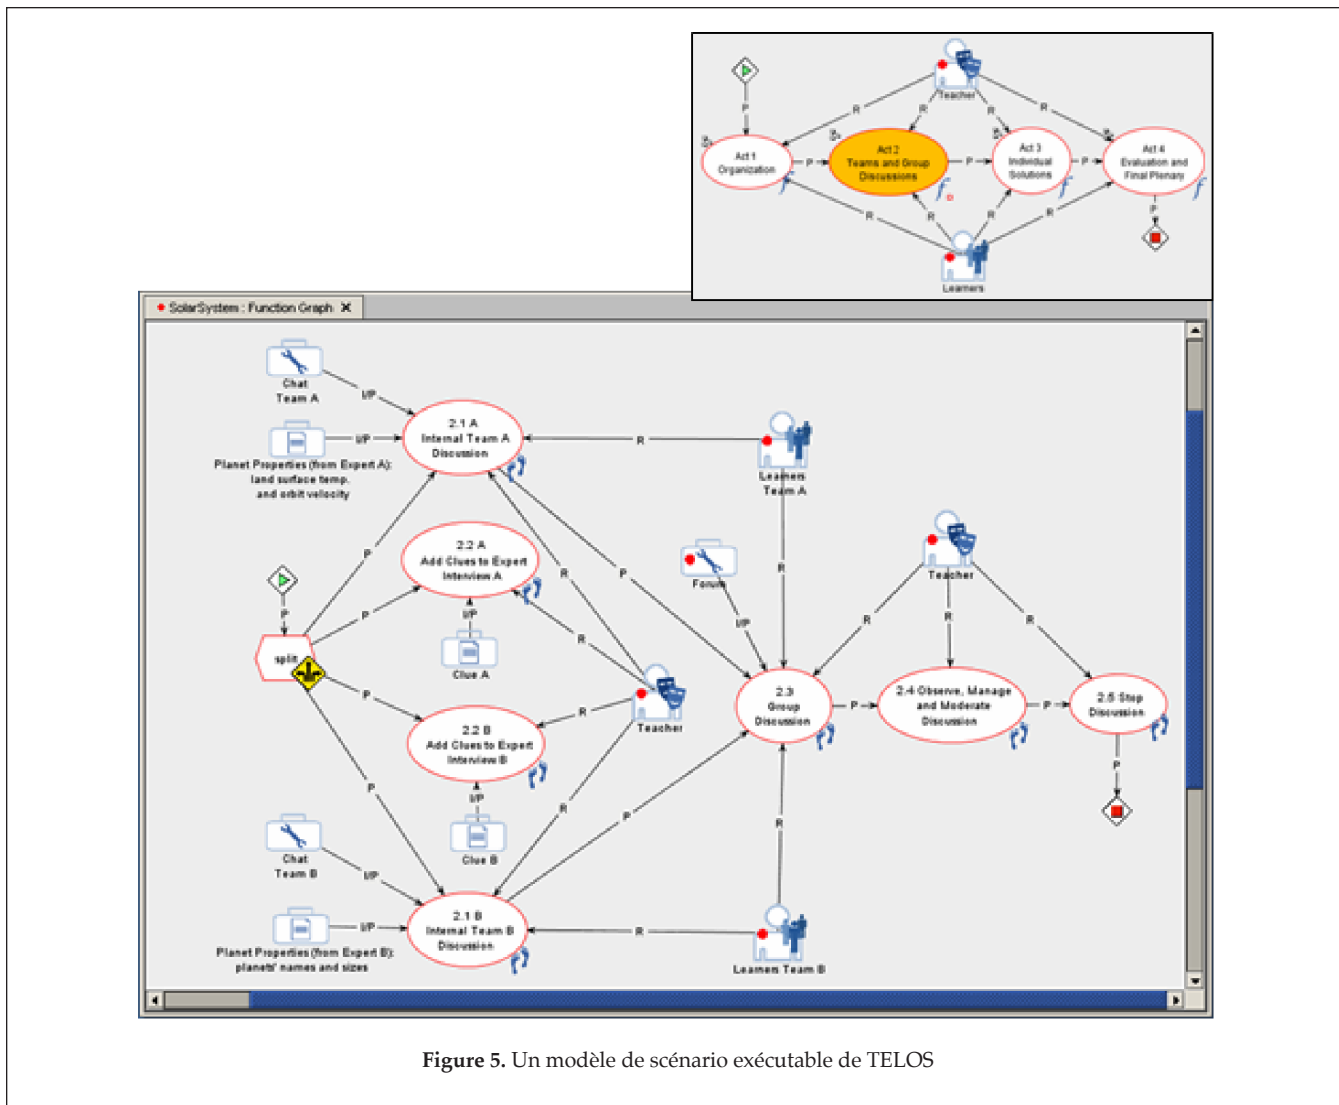 Teacher
P
R
R
R
R
Act 1
Organization
P
Act 2
Teams and Group
Discussions
P
Act 3
Individual
Solutions
P
Act 4
Evaluation and
Final Plenary
f
f
f
f
R
R
R
R
P
Learners
SolarSystem : Function Graph
Chat
Team A
I/P
2.1 A
Internal Team A
Discussion
I/P
R
Planet Properties (from Expert A):
land surface temp.
and orbit velocity
Learners
Team A
P
2.2 A
Add Clues to Expert
Interview A
R
P
R
Forum
Teacher
P
P
I/P
R
I/P
R
R
R
split
Clue A
2.3
Group
Discussion
P
2.4 Observe, Manage
and Moderate
Discussion
P
2.5 Stop
Discussion
P
R
Teacher
2.2 B
Add Clues to Expert
Interview B
P
I/P
R
P
P
R
Clue B
Chat
Team B
I/P
2.1 B
Internal Team B
Discussion
I/P
R
Planet Properties (from Expert B):
planets' names and sizes
Learners Team B
Figure 5. Un modèle de scénario exécutable de TELOS